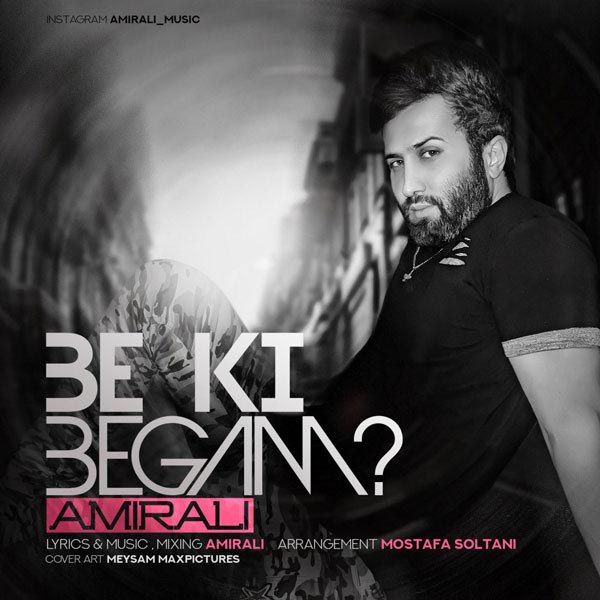 INSTAGRAM AMIRALI_MUSIC
BE KI
BEGAM?
AMIRALI
LYRICS & MUSIC , MIXING AMIRALI ARRANGEMENT MOSTAFA SOLTANI
COVER ART MEYSAM MAXPICTURES